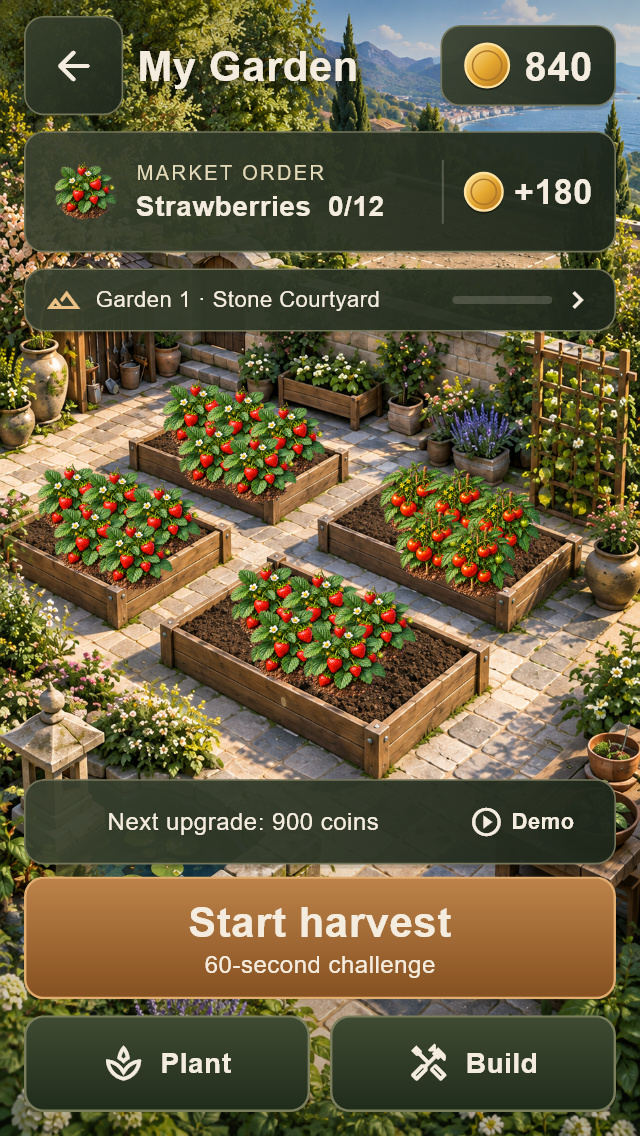 My Garden
840
MARKET ORDER
Strawberries 0/12
+180
Garden 1 · Stone Courtyard
Next upgrade: 900 coins
Demo
Start harvest
60-second challenge
Plant
Build